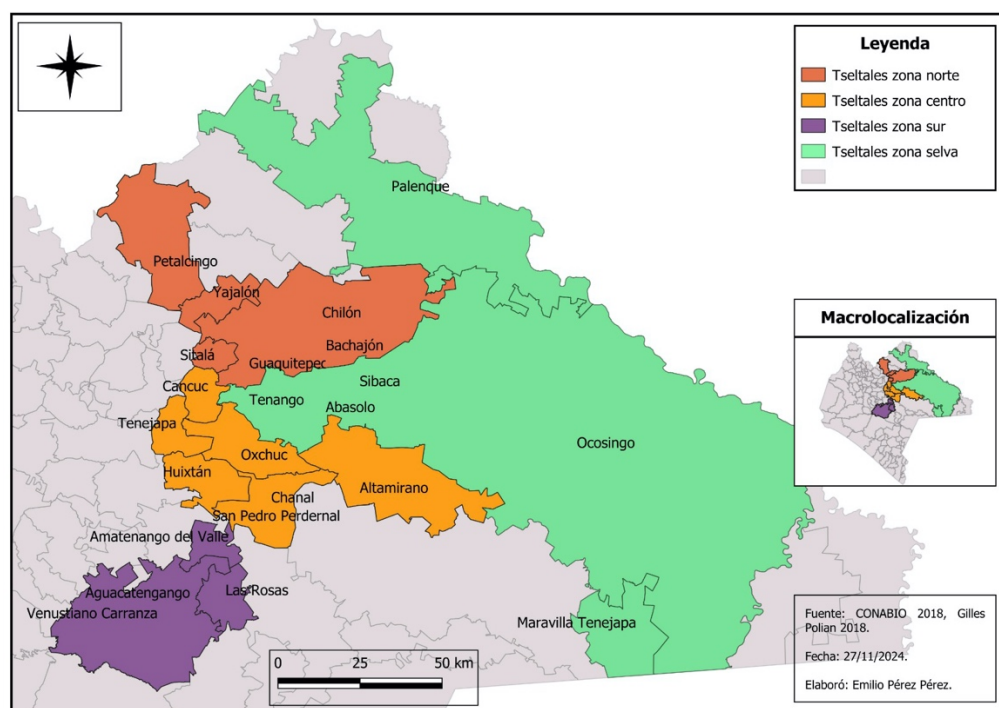 Leyenda
Tseltales zona norte
Tseltales zona centro
Tseltales zona sur
Tseltales zona selva
Palenque
Petalcingo
Yajalón
Chilón
Bachajón
Sitalá
Guaquitepec
Cancuc
Sibaca
Tenango
Abasolo
Tenejapa
Oxchuc
Ocosingo
Huixtán
Altamirano
Chanal
San Pedro Perdernal
Amatenango del Valle
Aguacatengango
Las Rosas
Venustiano Carranza
Maravilla Tenejapa
0 25 50 km
Macrolocalización
Fuente: CONABIO 2018, Gilles
Polian 2018.
Fecha: 27/11/2024.
Elaboró: Emilio Pérez Pérez.